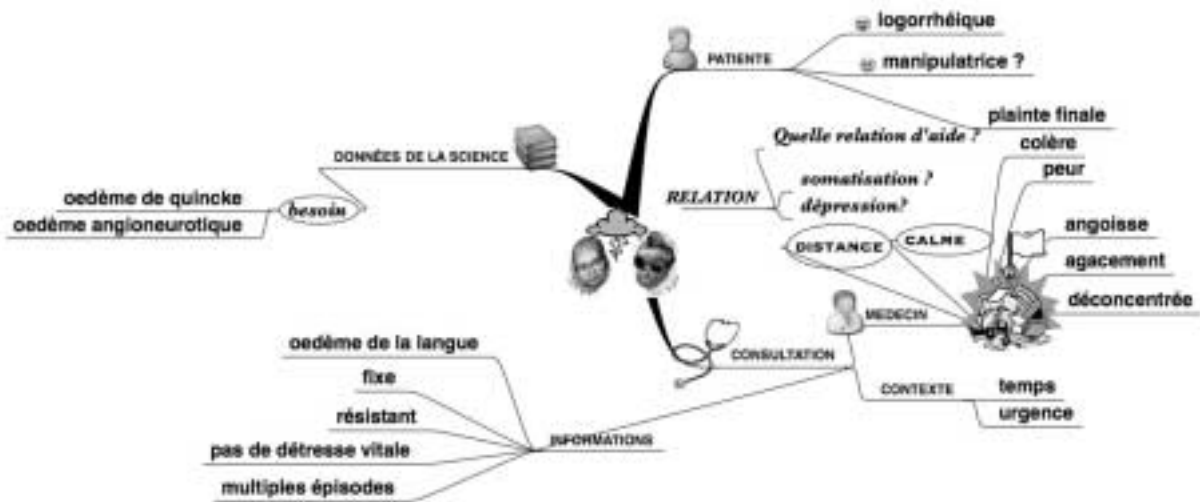 logorrhéique
PATIENTE
manipulatrice ?
plainte finale
Quelle relation d'aide ?
RELATION
somatisation ?
dépression?
DONNÉES DE LA SCIENCE
besoin
oedème de quincke
oedème angioneurotique
colère
peur
angoisse
agacement
déconcentrée
DISTANCE
CALME
MEDECIN
CONSULTATION
CONTEXTE
temps
urgence
INFORMATIONS
oedème de la langue
fixe
résistant
pas de détresse vitale
multiples épisodes